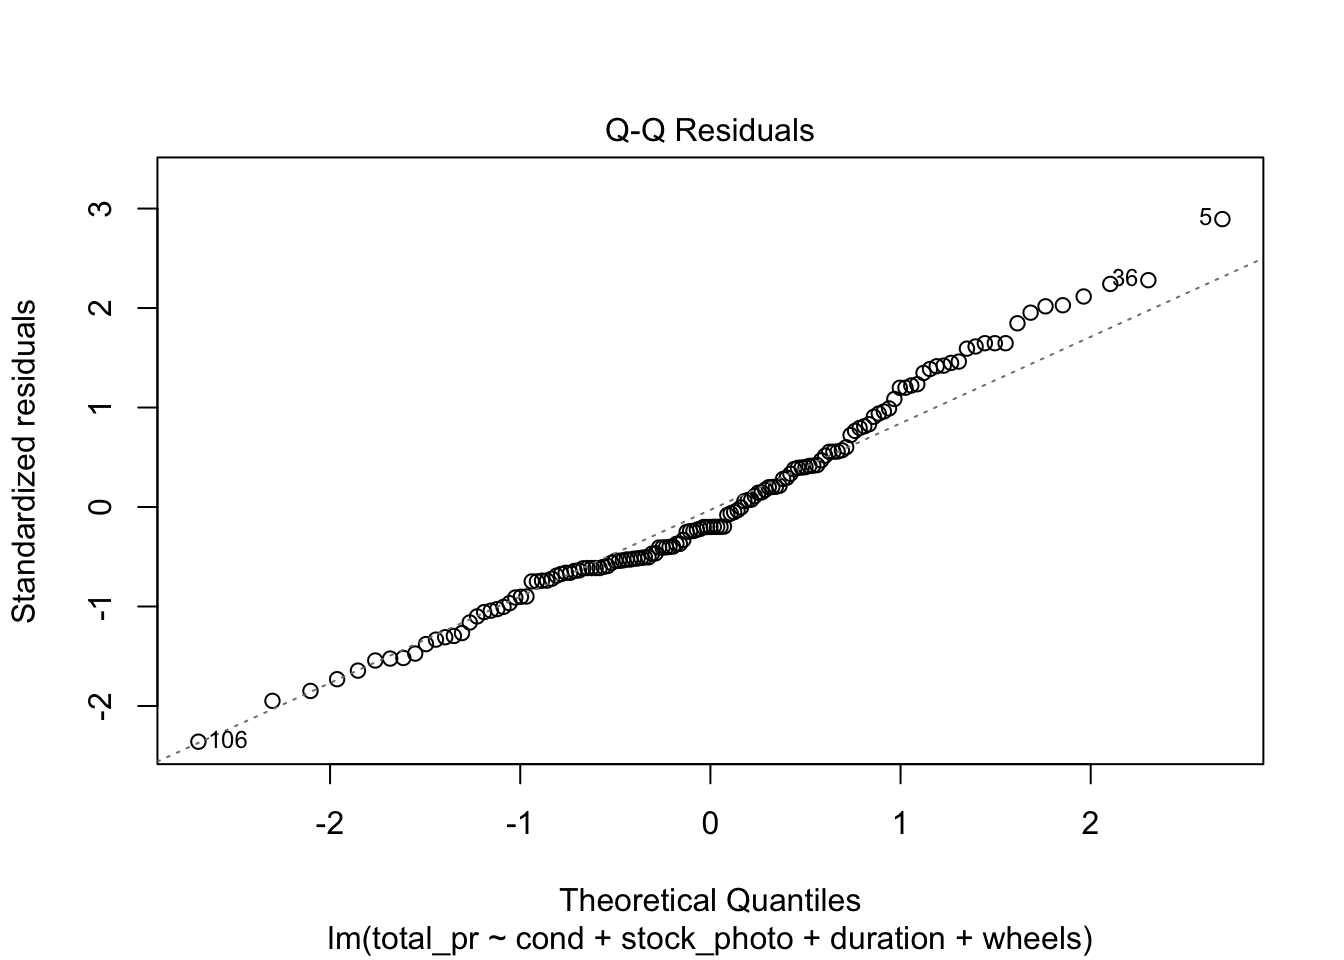 Q-Q Residuals
Standardized residuals
3
2
1
0
-1
-2
5
36
106
-2 -1 0 1 2
Theoretical Quantiles
lm(total_pr ~ cond + stock_photo + duration + wheels)